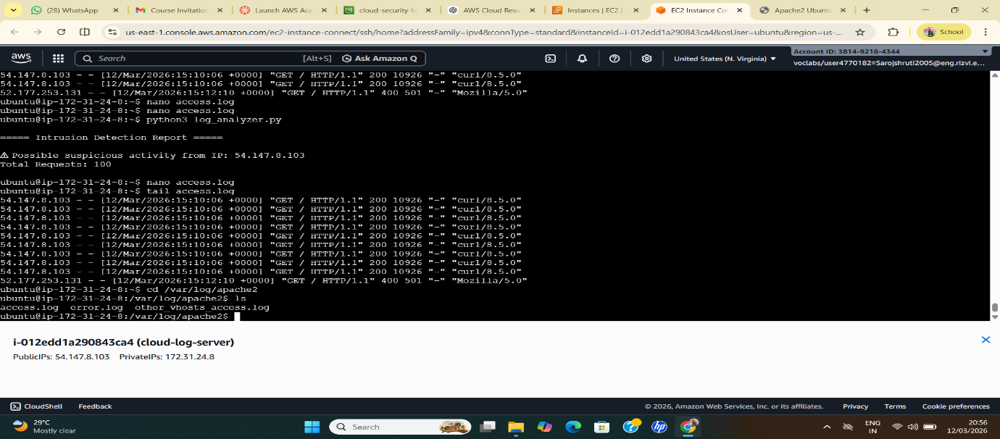 (28) WhatsApp
Course Invitation
Launch AWS Aca
cloud-security-lo
AWS Cloud Resu
Instances | EC2 |
EC2 Instance Co
Apache2 Ubuntu
us-east-1.console.aws.amazon.com/ec2-instance-connect/ssh/home?addressFamily=ipv4&connType=standard&instanceId=i-012edd1a290843ca4&osUser=ubuntu&region=us-...
School
aws
Search
[Alt+S]
Ask Amazon Q
United States (N. Virginia)
Account ID: 3814-9218-4344
voclabs/user4770182=Sarojshruti2005@eng.rizvi.e...
54.147.8.103 - - [12/Mar/2026:15:10:06 +0000] "GET / HTTP/1.1" 200 10926 "-" "curl/8.5.0"
54.147.8.103 - - [12/Mar/2026:15:10:06 +0000] "GET / HTTP/1.1" 200 10926 "-" "curl/8.5.0"
52.177.253.131 - - [12/Mar/2026:15:12:10 +0000] "GET / HTTP/1.1" 400 501 "-" "Mozilla/5.0"
ubuntu@ip-172-31-24-8:~$ nano access.log
ubuntu@ip-172-31-24-8:~$ nano access.log
ubuntu@ip-172-31-24-8:~$ python3 log_analyzer.py
===== Intrusion Detection Report =====
⚠ Possible suspicious activity from IP: 54.147.8.103
Total Requests: 100
ubuntu@ip-172-31-24-8:~$ nano access.log
ubuntu@ip-172-31-24-8:~$ tail access.log
54.147.8.103 - - [12/Mar/2026:15:10:06 +0000] "GET / HTTP/1.1" 200 10926 "-" "curl/8.5.0"
54.147.8.103 - - [12/Mar/2026:15:10:06 +0000] "GET / HTTP/1.1" 200 10926 "-" "curl/8.5.0"
54.147.8.103 - - [12/Mar/2026:15:10:06 +0000] "GET / HTTP/1.1" 200 10926 "-" "curl/8.5.0"
54.147.8.103 - - [12/Mar/2026:15:10:06 +0000] "GET / HTTP/1.1" 200 10926 "-" "curl/8.5.0"
54.147.8.103 - - [12/Mar/2026:15:10:06 +0000] "GET / HTTP/1.1" 200 10926 "-" "curl/8.5.0"
54.147.8.103 - - [12/Mar/2026:15:10:06 +0000] "GET / HTTP/1.1" 200 10926 "-" "curl/8.5.0"
54.147.8.103 - - [12/Mar/2026:15:10:06 +0000] "GET / HTTP/1.1" 200 10926 "-" "curl/8.5.0"
54.147.8.103 - - [12/Mar/2026:15:10:06 +0000] "GET / HTTP/1.1" 200 10926 "-" "curl/8.5.0"
54.147.8.103 - - [12/Mar/2026:15:10:06 +0000] "GET / HTTP/1.1" 200 10926 "-" "curl/8.5.0"
52.177.253.131 - - [12/Mar/2026:15:12:10 +0000] "GET / HTTP/1.1" 400 501 "-" "Mozilla/5.0"
ubuntu@ip-172-31-24-8:~$ cd /var/log/apache2
ubuntu@ip-172-31-24-8:/var/log/apache2$ ls
access.log  error.log  other_vhosts_access.log
ubuntu@ip-172-31-24-8:/var/log/apache2$
i-012edd1a290843ca4 (cloud-log-server)
PublicIPs: 54.147.8.103    PrivateIPs: 172.31.24.8
CloudShell
Feedback
© 2026, Amazon Web Services, Inc. or its affiliates.
Privacy
Terms
Cookie preferences
29°C
Mostly clear
Search
hp
ENG
IN
20:56
12/03/2026